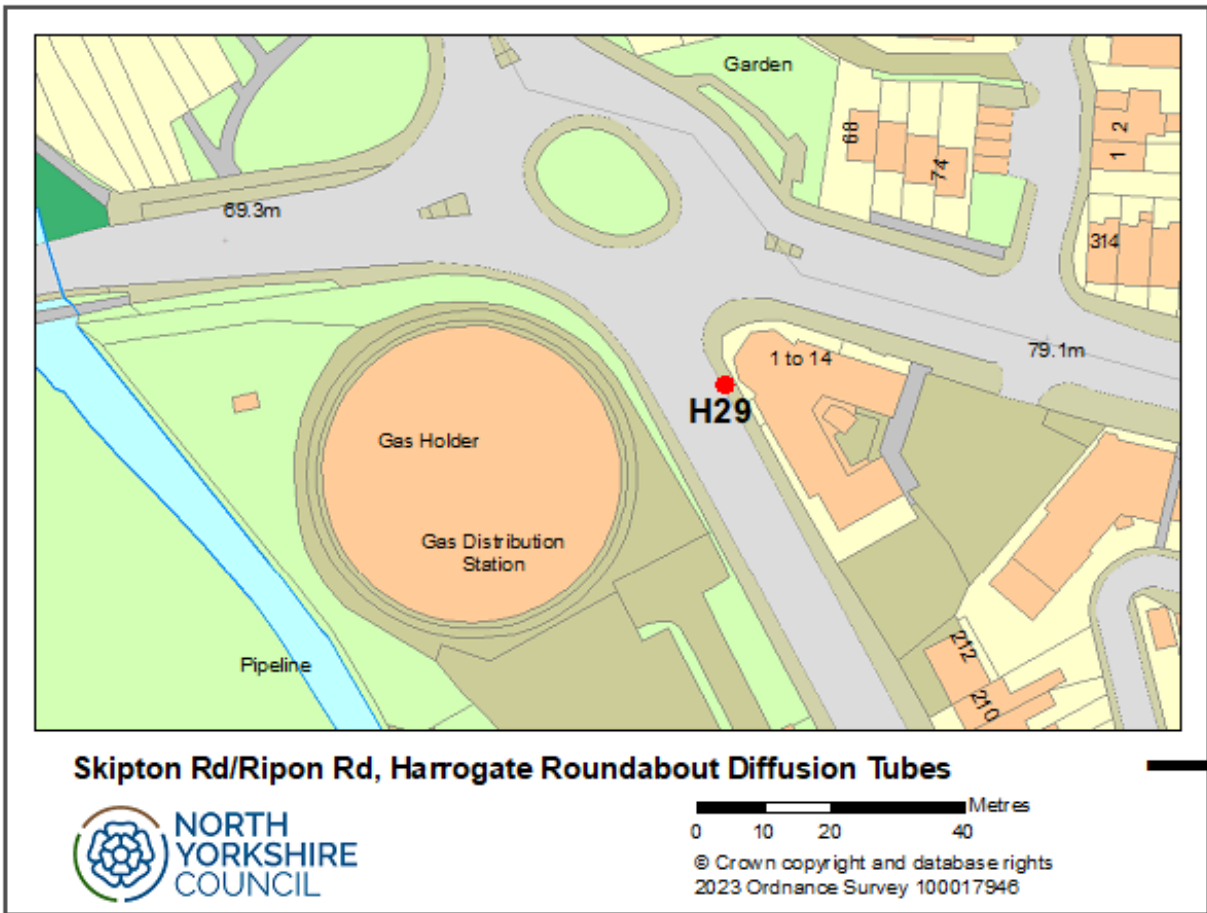 Garden
68
74
1 2
314
69.3m
79.1m
1 to 14
H29
Gas Holder
Gas Distribution
Station
Pipeline
212
210
Skipton Rd/Ripon Rd, Harrogate Roundabout Diffusion Tubes
NORTH
YORKSHIRE
COUNCIL
Metres
0 10 20 40
© Crown copyright and database rights
2023 Ordnance Survey 100017946